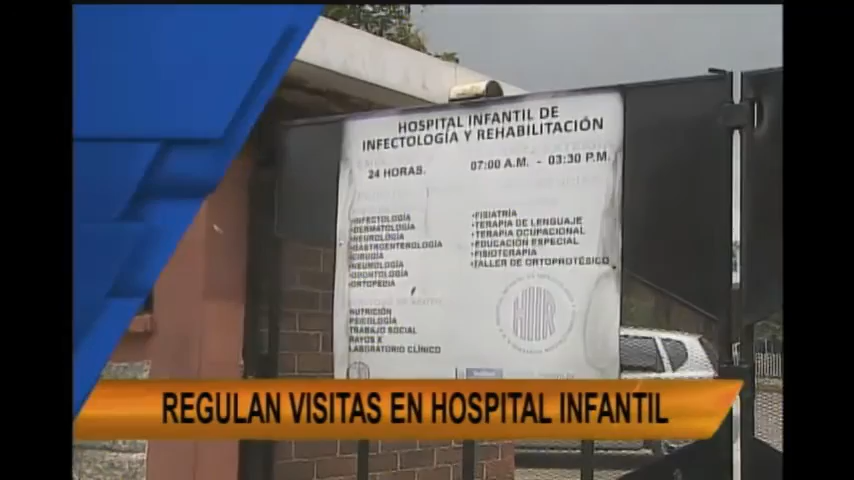 HOSPITAL INFANTIL DE
INFECTOLOGÍA Y REHABILITACIÓN
24 HORAS.
07:00 A.M. - 03:30 P.M.
•INFECTOLOGÍA
•DERMATOLOGÍA
•NEUROLOGÍA
•GASTROENTEROLOGÍA
•CIRUGÍA
•NEUMOLOGÍA
•ODONTOLOGÍA
•ORTOPEDIA
•FISIATRÍA
•TERAPIA DE LENGUAJE
•TERAPIA OCUPACIONAL
•EDUCACIÓN ESPECIAL
•FISIOTERAPIA
•TALLER DE ORTOPROTÉSICO
NUTRICIÓN
PSICOLOGÍA
TRABAJO SOCIAL
RAYOS X
LABORATORIO CLÍNICO
REGULAN VISITAS EN HOSPITAL INFANTIL